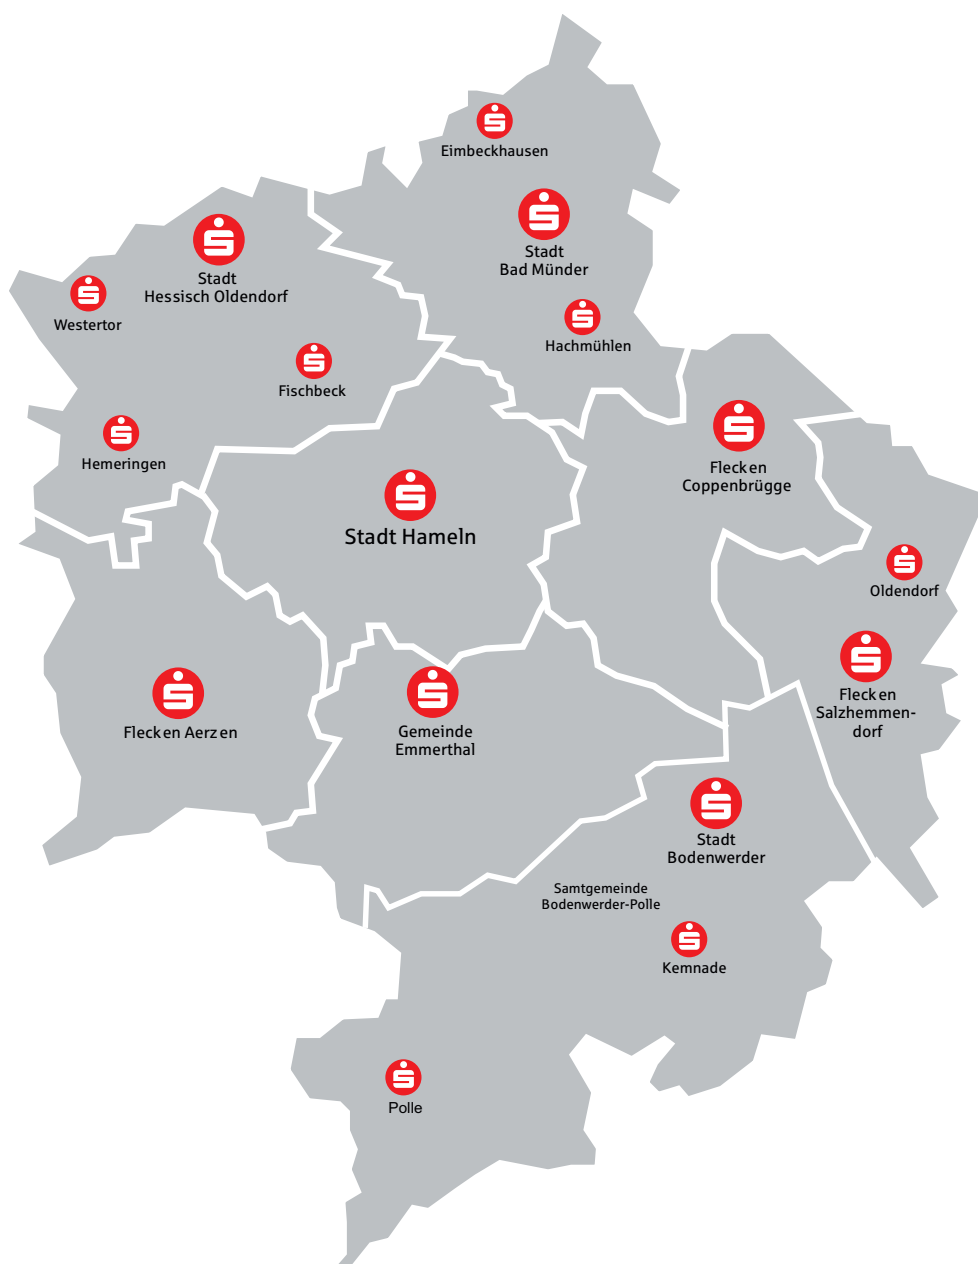 Eimbeckhausen
Stadt
Bad Münder
Hachmühlen
Stadt
Hessisch Oldendorf
Westertor
Fischbeck
Hemeringen
Flecken
Coppenbrügge
Stadt Hameln
Oldendorf
Flecken
Salzhemmen-
dorf
Flecken Aerzen
Gemeinde
Emmerthal
Stadt
Bodenwerder
Samtgemeinde
Bodenwerder-Polle
Kemnade
Polle